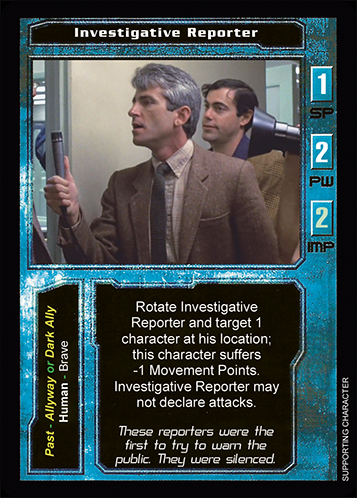 Investigative Reporter
1
SP
2
PW
2
IMP
Past - Allyway or Dark Ally
Human - Brave
Rotate Investigative
Reporter and target 1
character at his location;
this character suffers
-1 Movement Points.
Investigative Reporter may
not declare attacks.
These reporters were the
first to try to warn the
public. They were silenced.
SUPPORTING CHARACTER